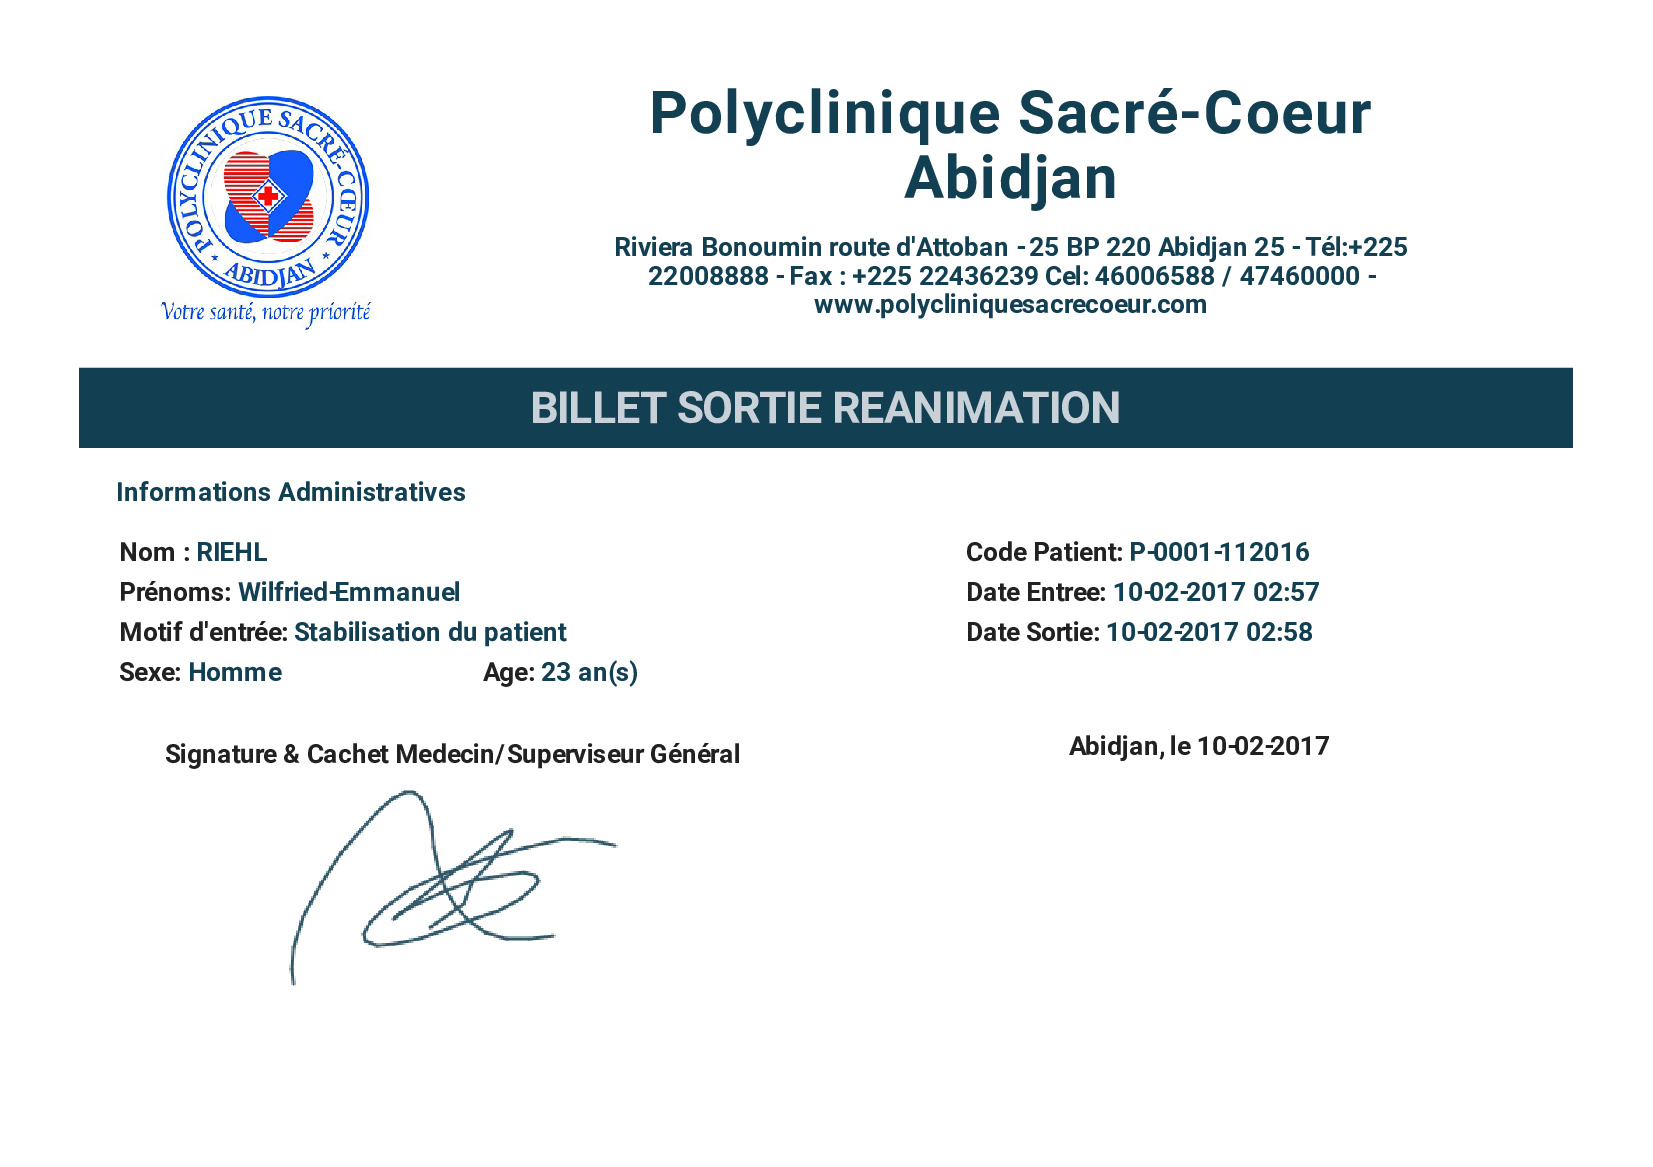 POLYCLINIQUE SACRÉ-CŒUR
ABIDJAN
Votre santé, notre priorité
Polyclinique Sacré-Coeur
Abidjan
Riviera Bonoumin route d'Attoban - 25 BP 220 Abidjan 25 - Tél:+225
22008888 - Fax : +225 22436239 Cel: 46006588 / 47460000 -
www.polycliniquesacrecoeur.com
BILLET SORTIE REANIMATION
Informations Administratives
Nom : RIEHL
Prénoms: Wilfried-Emmanuel
Motif d'entrée: Stabilisation du patient
Sexe: Homme Age: 23 an(s)
Code Patient: P-0001-112016
Date Entree: 10-02-2017 02:57
Date Sortie: 10-02-2017 02:58
Signature & Cachet Medecin/Superviseur Général
Abidjan, le 10-02-2017